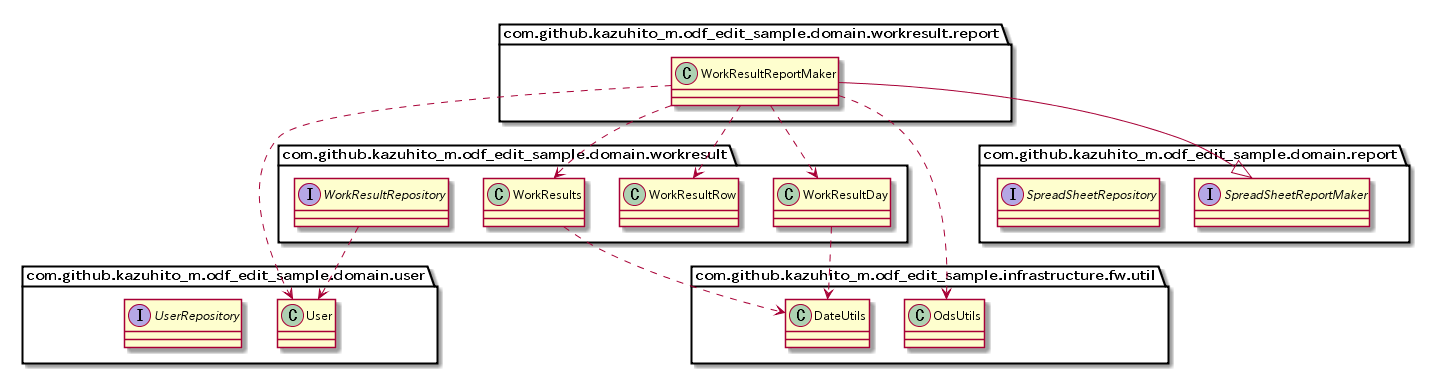 com.github.kazuhito_m.odf_edit_sample.domain.workresult.report
C WorkResultReportMaker
com.github.kazuhito_m.odf_edit_sample.domain.workresult
I WorkResultRepository
C WorkResults
C WorkResultRow
C WorkResultDay
com.github.kazuhito_m.odf_edit_sample.domain.report
I SpreadSheetRepository
I SpreadSheetReportMaker
com.github.kazuhito_m.odf_edit_sample.domain.user
I UserRepository
C User
com.github.kazuhito_m.odf_edit_sample.infrastructure.fw.util
C DateUtils
C OdsUtils